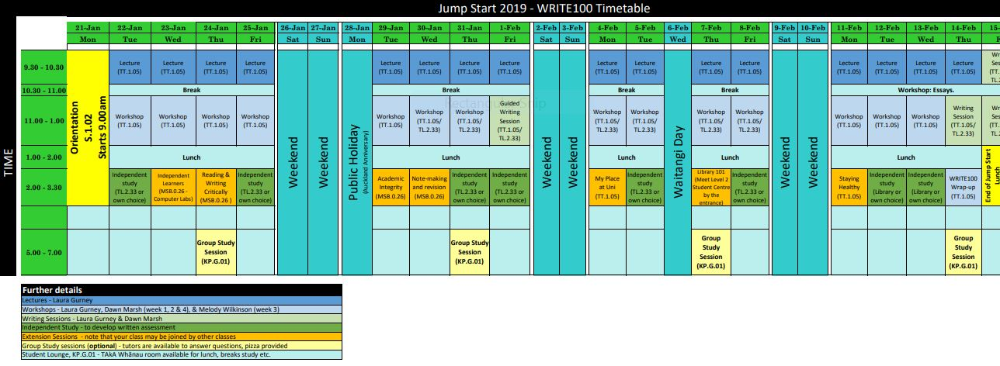 Jump Start 2019 - WRITE100 Timetable
21-Jan 22-Jan 23-Jan 24-Jan 25-Jan 26-Jan 27-Jan 28-Jan 29-Jan 30-Jan 31-Jan 1-Feb 2-Feb 3-Feb 4-Feb 5-Feb 6-Feb 7-Feb 8-Feb 9-Feb 10-Feb 11-Feb 12-Feb 13-Feb 14-Feb 15-
Mon Tue Wed Thu Fri Sat Sun Mon Tue Wed Thu Fri Sat Sun Mon Tue Wed Thu Fri Sat Sun Mon Tue Wed Thu F
TIME
9.30 - 10.30
Orientation
S.1.02
Starts 9.00am
Lecture
(TT.1.05)
Lecture
(TT.1.05)
Lecture
(TT.1.05)
Lecture
(TT.1.05)
Weekend
Weekend
Public Holiday
(Auckland Anniversary)
Lecture
(TT.1.05)
Lecture
(TT.1.05)
Lecture
(TT.1.05)
Lecture
(TT.1.05)
Weekend
Weekend
Lecture
(TT.1.05)
Lecture
(TT.1.05)
Waitangi Day
Lecture
(TT.1.05)
Lecture
(TT.1.05)
Weekend
Weekend
Lecture
(TT.1.05)
Lecture
(TT.1.05)
Lecture
(TT.1.05)
Lecture
(TT.1.05)
Wr
Ses
(TT.
TL.2
10.30 - 11.00 Break Break Break Break Workshop: Essays.
Rectangular Snip
11.00 - 1.00
Workshop
(TT.1.05)
Workshop
(TT.1.05)
Workshop
(TT.1.05)
Workshop
(TT.1.05)
Workshop
(TT.1.05)
Workshop
(TT.1.05/
TL.2.33)
Workshop
(TT.1.05/
TL.2.33)
Guided
Writing
Session
(TT.1.05/
TL.2.33)
Workshop
(TT.1.05/
TL.2.33)
Workshop
(TT.1.05/
TL.2.33)
Workshop
(TT.1.05/
TL.2.33)
Workshop
(TT.1.05/
TL.2.33)
Workshop
(TT.1.05)
Workshop
(TT.1.05)
Workshop
(TT.1.05)
Writing
Session
(TT.1.05/
TL.2.33)
Wr
Ses
(TT.
TL.2
1.00 - 2.00 Lunch Lunch Lunch Lunch Lunch
End of Jump Start
Lunch
2.00 - 3.30
Independent
study
(TL.2.33 or
own choice)
Independent
Learners
(MSB.0.26 -
Computer Labs)
Reading &
Writing
Critically
(MSB.0.26 )
Independent
study
(TL.2.33 or
own choice)
Academic
Integrity
(MSB.0.26)
Note-making
and revision
(MSB.0.26)
Independent
study
(TL.2.33 or
own choice)
Independent
study
(TL.2.33 or
own choice)
My Place
at Uni
(TT.1.05)
Independent
study
(TL.2.33 or
own choice)
Library 101
(Meet Level 2
Student Centre
by the
entrance)
Independent
study
(TL.2.33 or
own choice)
Staying
Healthy
(TT.1.05)
Independent
study
(Library or
own choice)
Independent
study
(Library or
own choice)
WRITE100
Wrap-up
(TT.1.05)
5.00 - 7.00
Group Study
Session
(KP.G.01)
Group Study
Session
(KP.G.01)
Group
Study
Session
(KP.G.01)
Group
Study
Session
(KP.G.01)
Further details
Lectures - Laura Gurney
Workshops - Laura Gurney, Dawn Marsh (week 1, 2 & 4), & Melody Wilkinson (week 3)
Writing Sessions - Laura Gurney & Dawn Marsh
Independent Study - to develop written assessment
Extension Sessions - note that your class may be joined by other classes
Group Study sessions (optional) - tutors are available to answer questions, pizza provided
Student Lounge, KP.G.01 - TAkA Whānau room available for lunch, breaks study etc.